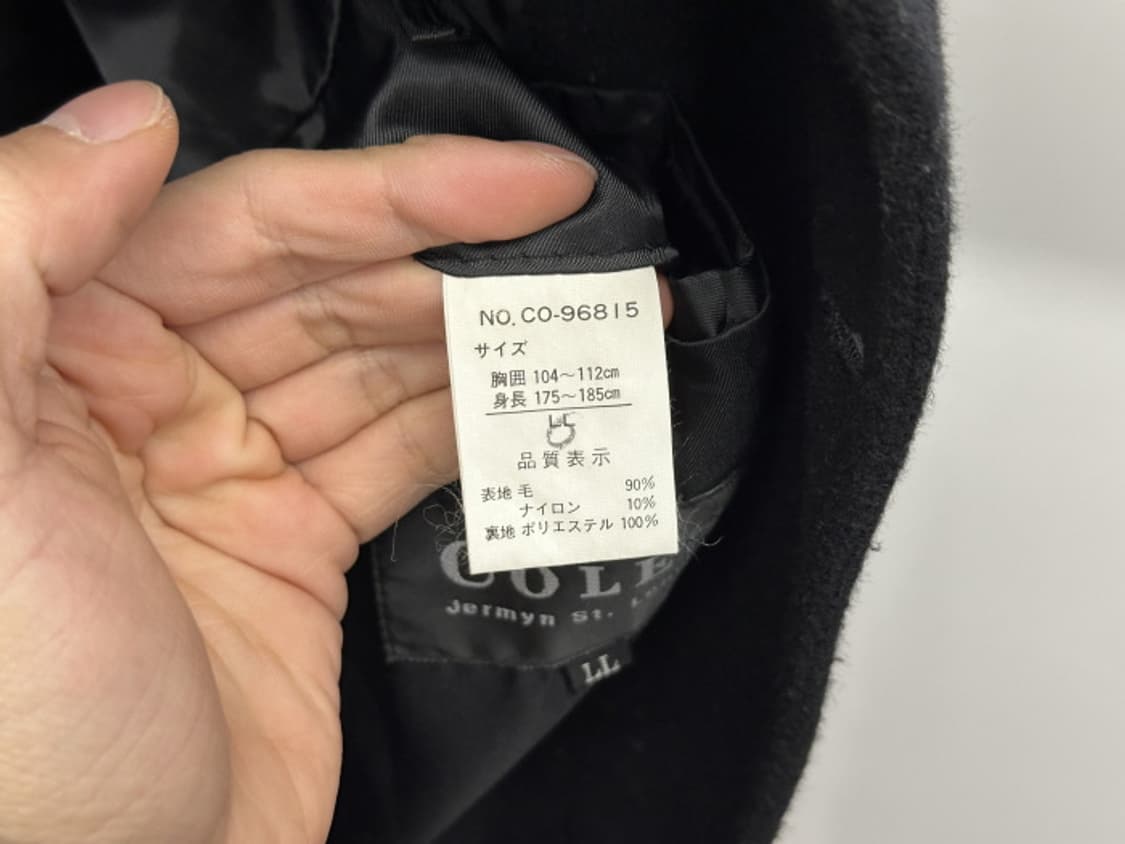 NO. CO-96815
サイズ
胸囲 104～112cm
身長 175～185cm
LL
品質表示
表地 毛 90%
ナイロン 10%
裏地 ポリエステル 100%
COLE
Jermyn St.
LL